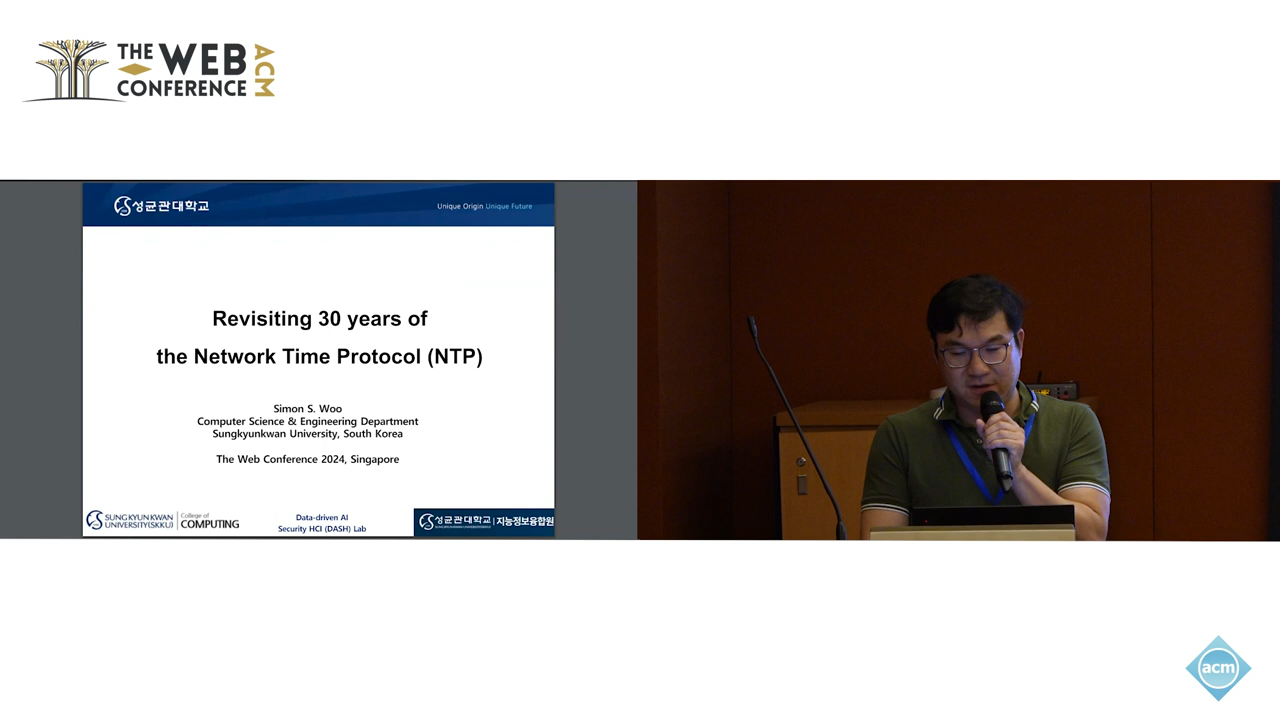 THE WEB
CONFERENCE
ACM
성균관대학교
Unique Origin Unique Future
Revisiting 30 years of
the Network Time Protocol (NTP)
Simon S. Woo
Computer Science & Engineering Department
Sungkyunkwan University, South Korea
The Web Conference 2024, Singapore
SUNG KYUN KWAN
UNIVERSITY(SKKU)
College of
COMPUTING
Data-driven AI
Security HCI (DASH) Lab
성균관대학교 | 지능정보융합원
acm